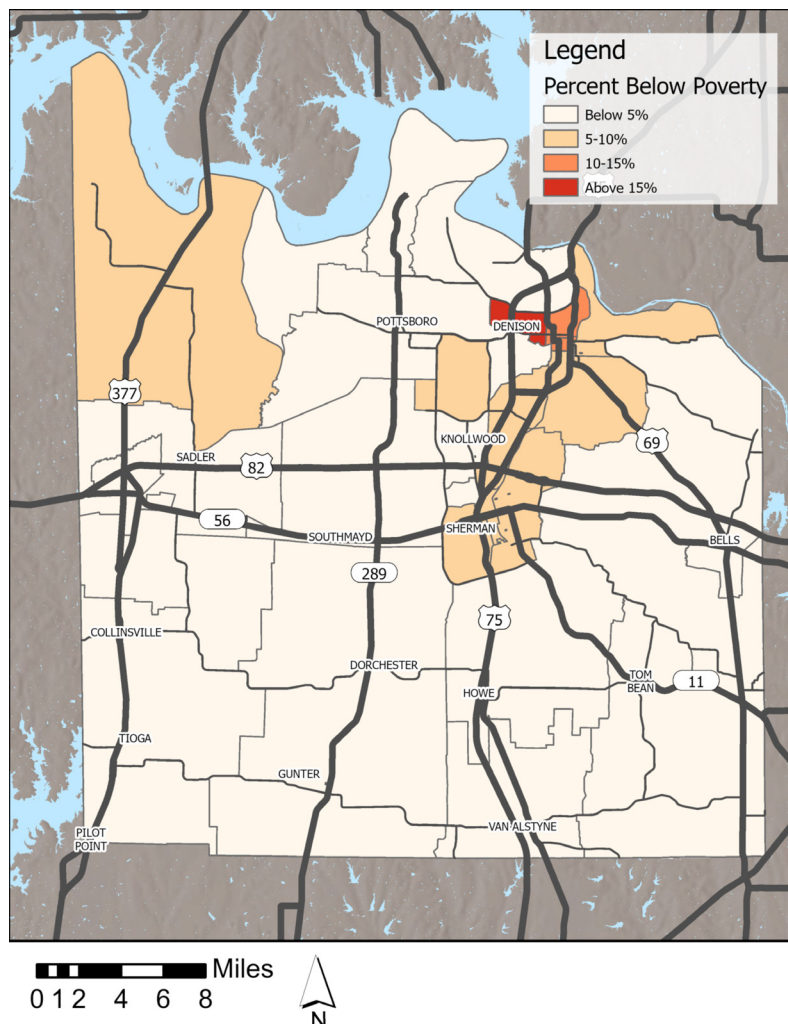 Legend
Percent Below Poverty
Below 5%
5-10%
10-15%
Above 15%
POTTSBORO
DENISON
377
KNOLLWOOD
69
SADLER
82
56
SOUTHMAYD
SHERMAN
BELLS
289
75
COLLINSVILLE
DORCHESTER
TOM
BEAN
11
HOWE
TIOGA
GUNTER
VAN ALSTYNE
PILOT
POINT
Miles
0 1 2 4 6 8
N